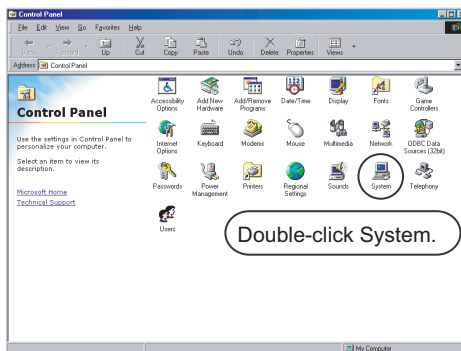 Control Panel
File Edit View Go Favorites Help
Back Forward Up Cut Copy Paste Undo Delete Properties Views
Address Control Panel
Control Panel
Use the settings in Control Panel to
personalize your computer.
Select an item to view its
description.
Microsoft Home
Technical Support
Accessibility Options
Add New Hardware
Add/Remove Programs
Date/Time
Display
Fonts
Game Controllers
Internet Options
Keyboard
Modems
Mouse
Multimedia
Network
ODBC Data Sources (32bit)
Passwords
Power Management
Printers
Regional Settings
Sounds
System
Telephony
Users
Double-click System.
My Computer